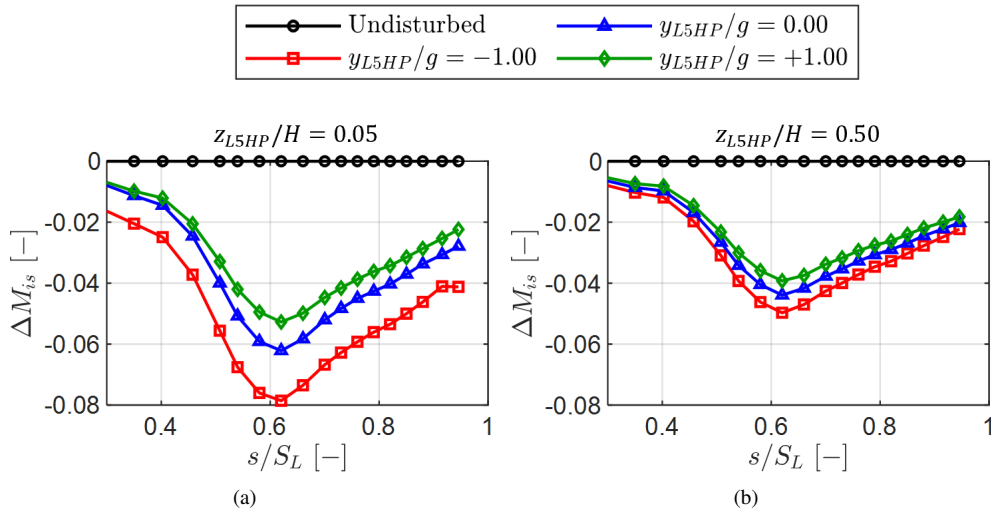 Undisturbed
y_{L5HP}/g = 0.00
y_{L5HP}/g = −1.00
y_{L5HP}/g = +1.00
z_{L5HP}/H = 0.05
z_{L5HP}/H = 0.50
0
-0.02
-0.04
-0.06
-0.08
ΔM_{is} [−]
0.4 0.6 0.8 1
s/S_L [−]
(a)
0
-0.02
-0.04
-0.06
-0.08
ΔM_{is} [−]
0.4 0.6 0.8 1
s/S_L [−]
(b)